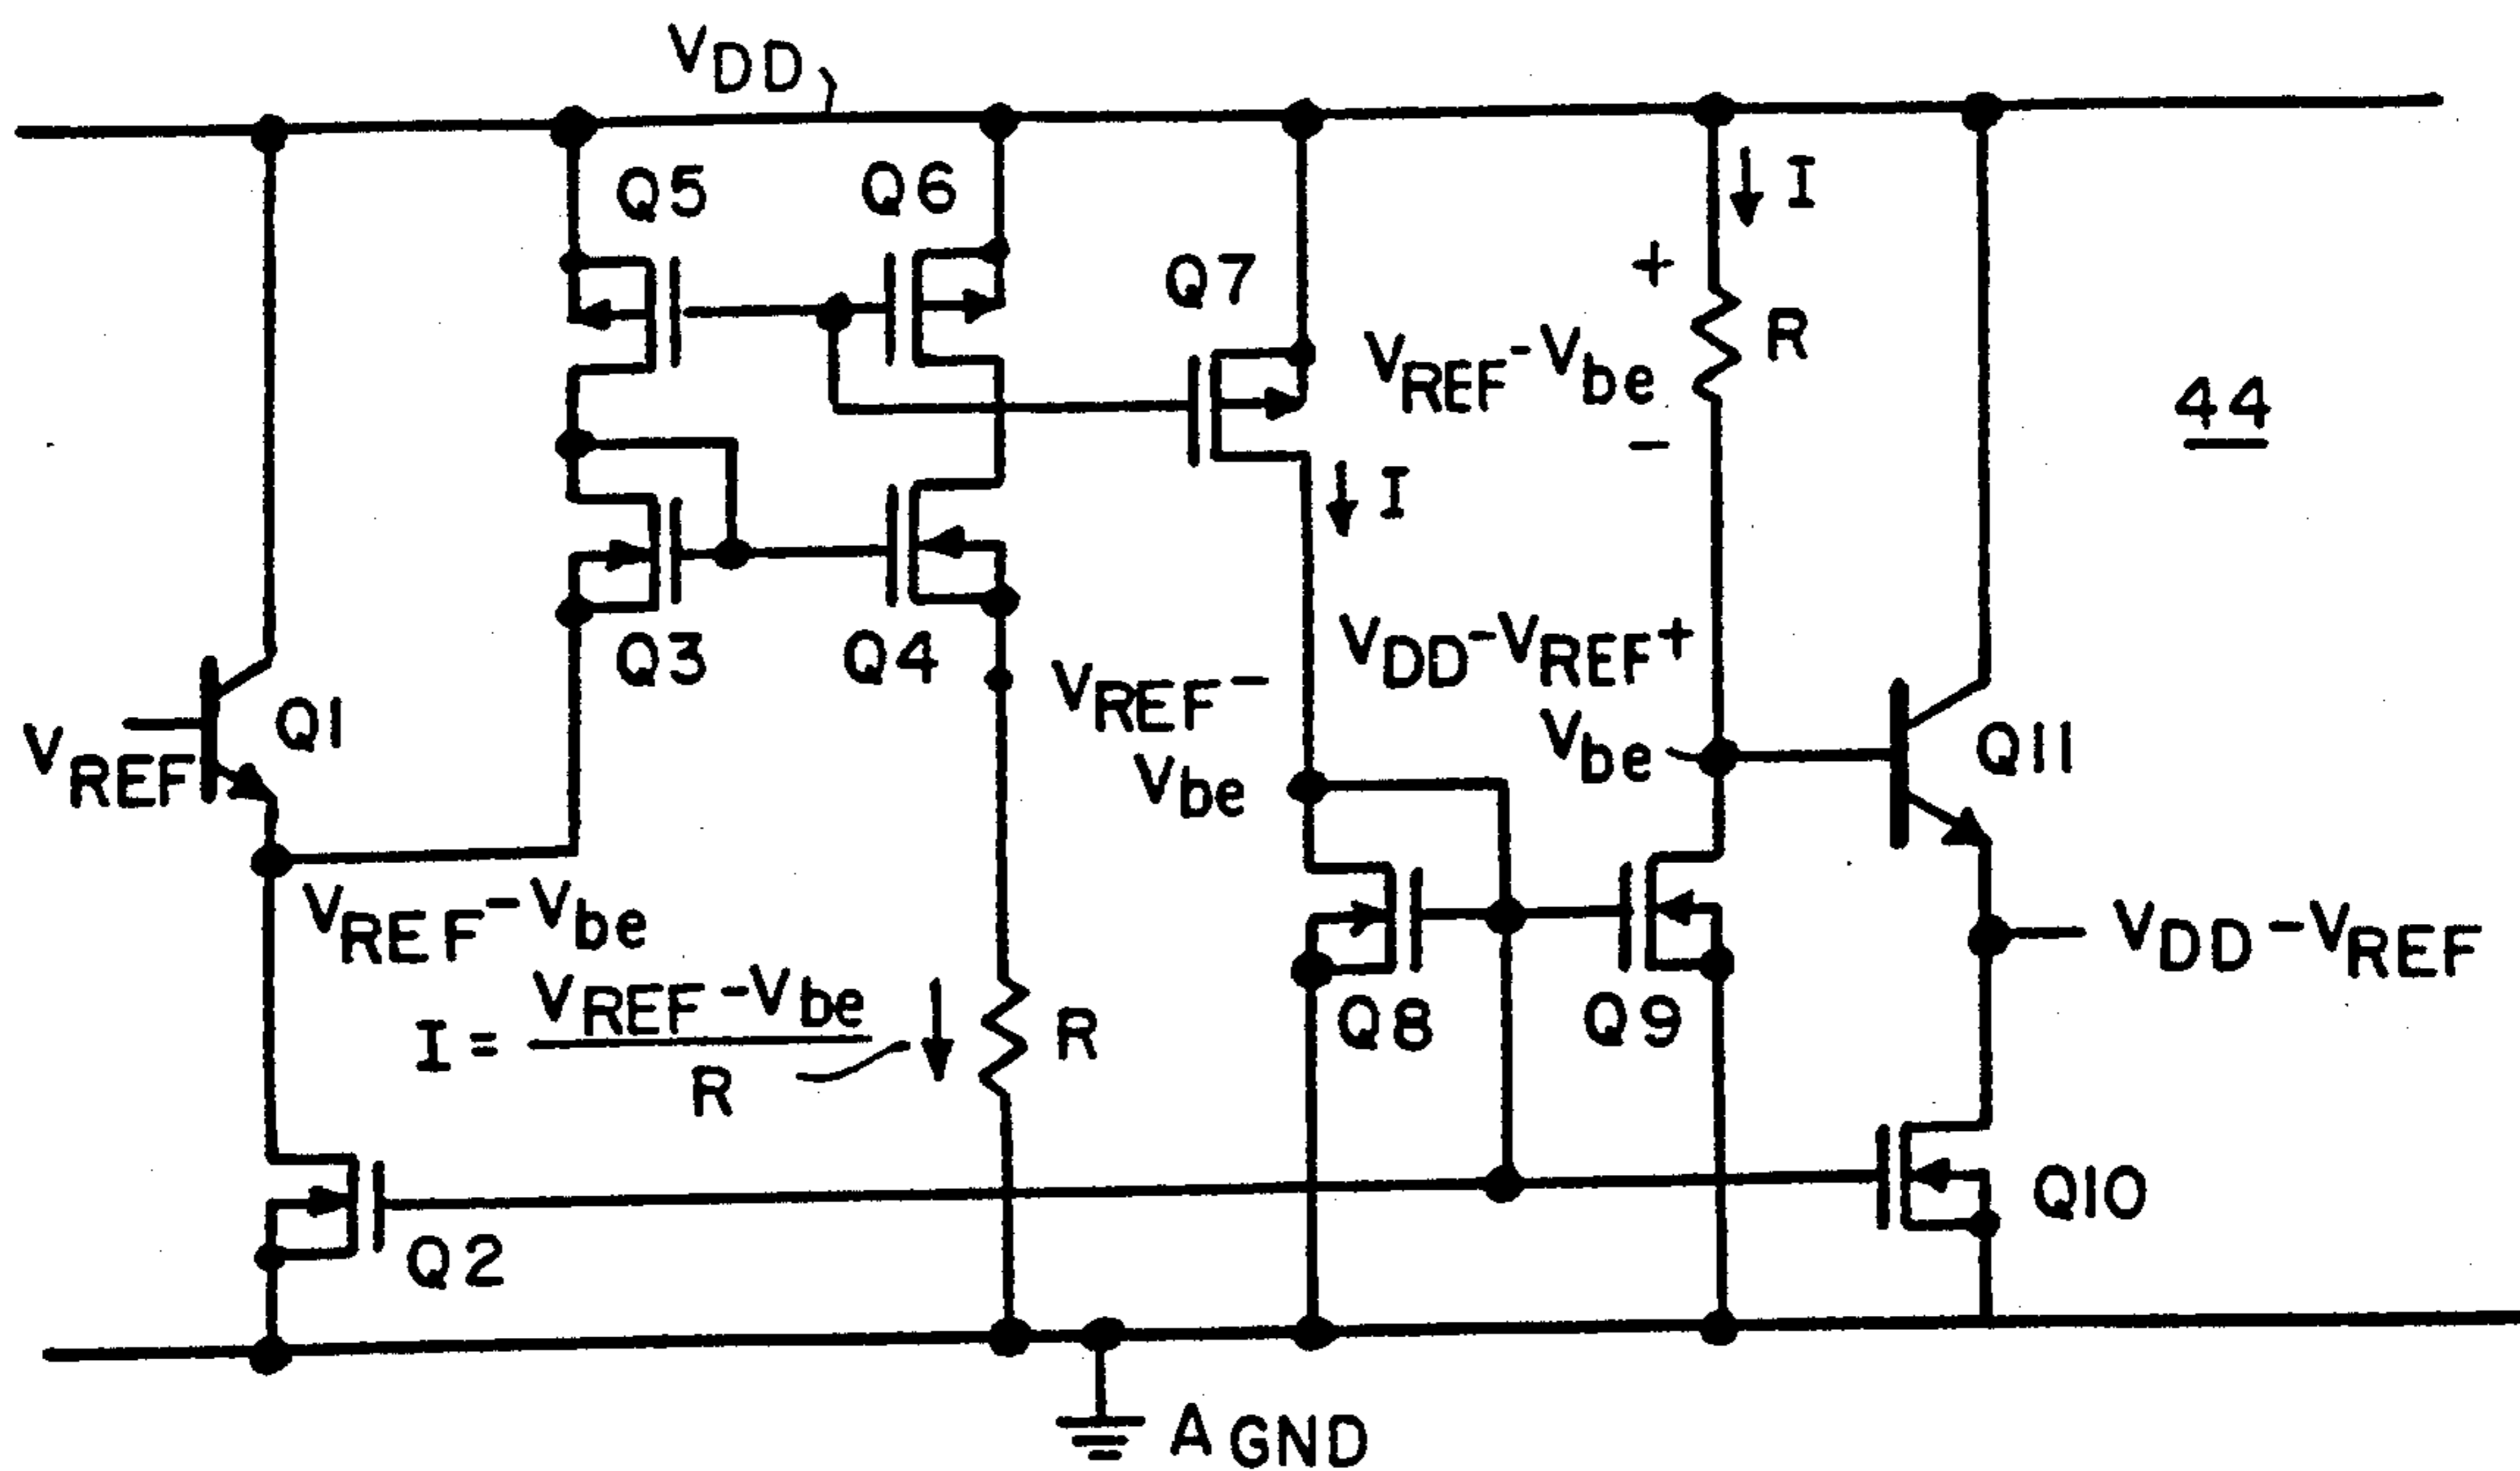 VDD
Q5
Q6
I
Q7
+
R
VREF-Vbe
-
44
I
Q3
Q4
VDD-VREF+
Vbe
VREF-
Vbe
Q1
VREF
Q11
VREF-Vbe
VDD-VREF
I = VREF-Vbe
R
R
Q8
Q9
Q2
Q10
AGND